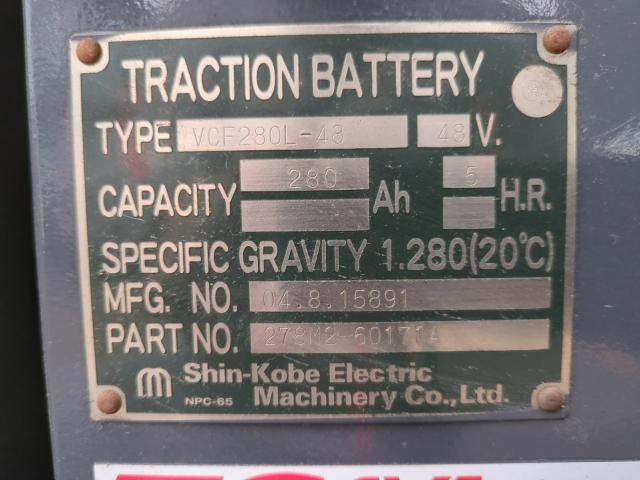 TRACTION BATTERY
TYPE VCF280L-48 48 V.
CAPACITY 280 Ah 5 H.R.
SPECIFIC GRAVITY 1.280(20℃)
MFG. NO. 04.8.15891
PART NO. 278M2-60171A
Shin-Kobe Electric
NPC-65 Machinery Co., Ltd.